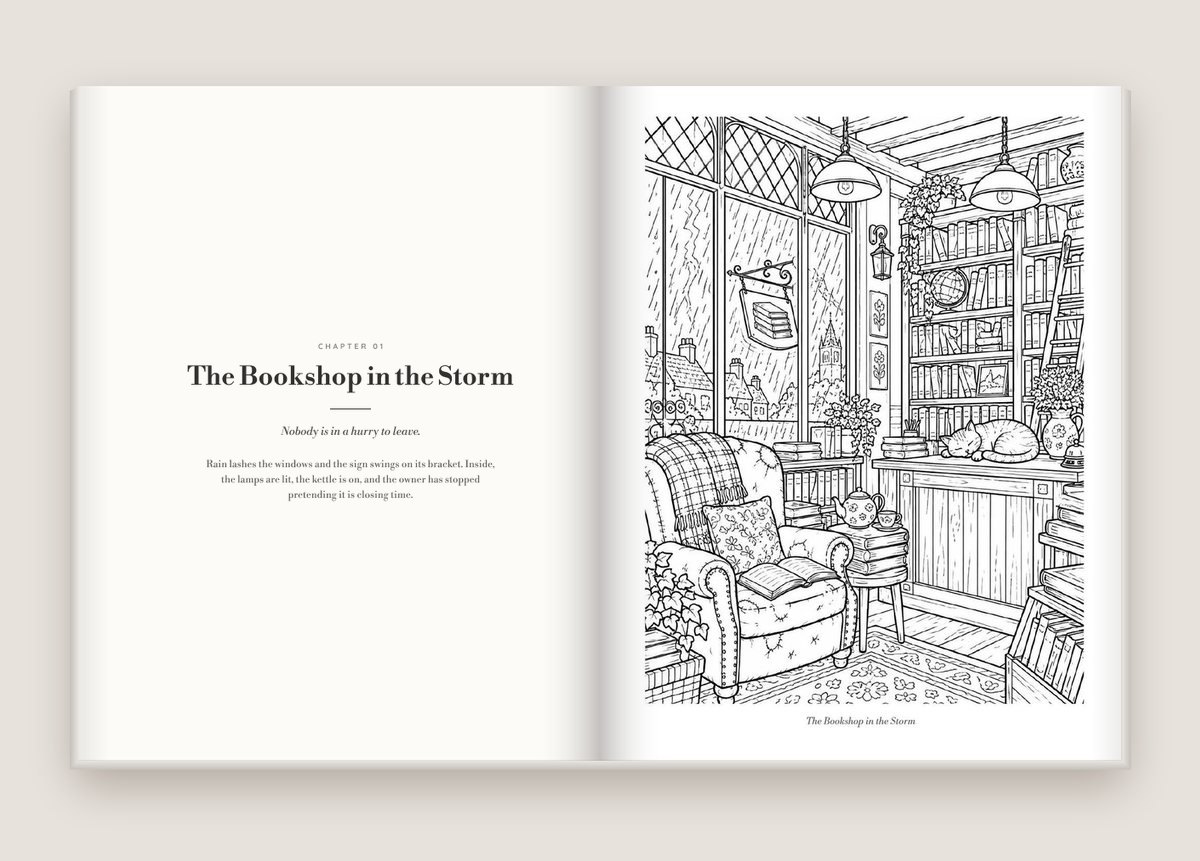 CHAPTER 01
The Bookshop in the Storm
Nobody is in a hurry to leave.
Rain lashes the windows and the sign swings on its bracket. Inside,
the lamps are lit, the kettle is on, and the owner has stopped
pretending it is closing time.
The Bookshop in the Storm